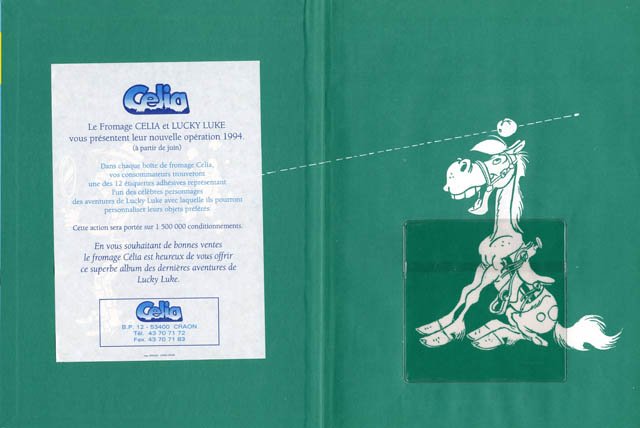 Celia
Le Fromage CELIA et LUCKY LUKE
vous présentent leur nouvelle opération 1994.
(à partir de juin)
Dans chaque boîte de fromage Celia,
vos consommateurs trouveront
une des 12 étiquettes adhésives représentant
l'un des célèbres personnages
des aventures de Lucky Luke avec laquelle ils pourront
personnaliser leurs objets préférés.
Cette action sera portée sur 1 500 000 conditionnements.
En vous souhaitant de bonnes ventes
le fromage Célia est heureux de vous offrir
ce superbe album des dernières aventures de
Lucky Luke.
Celia
B.P. 12 - 53400 CRAON
Tél. 43 70 71 72
Fax. 43 70 71 83